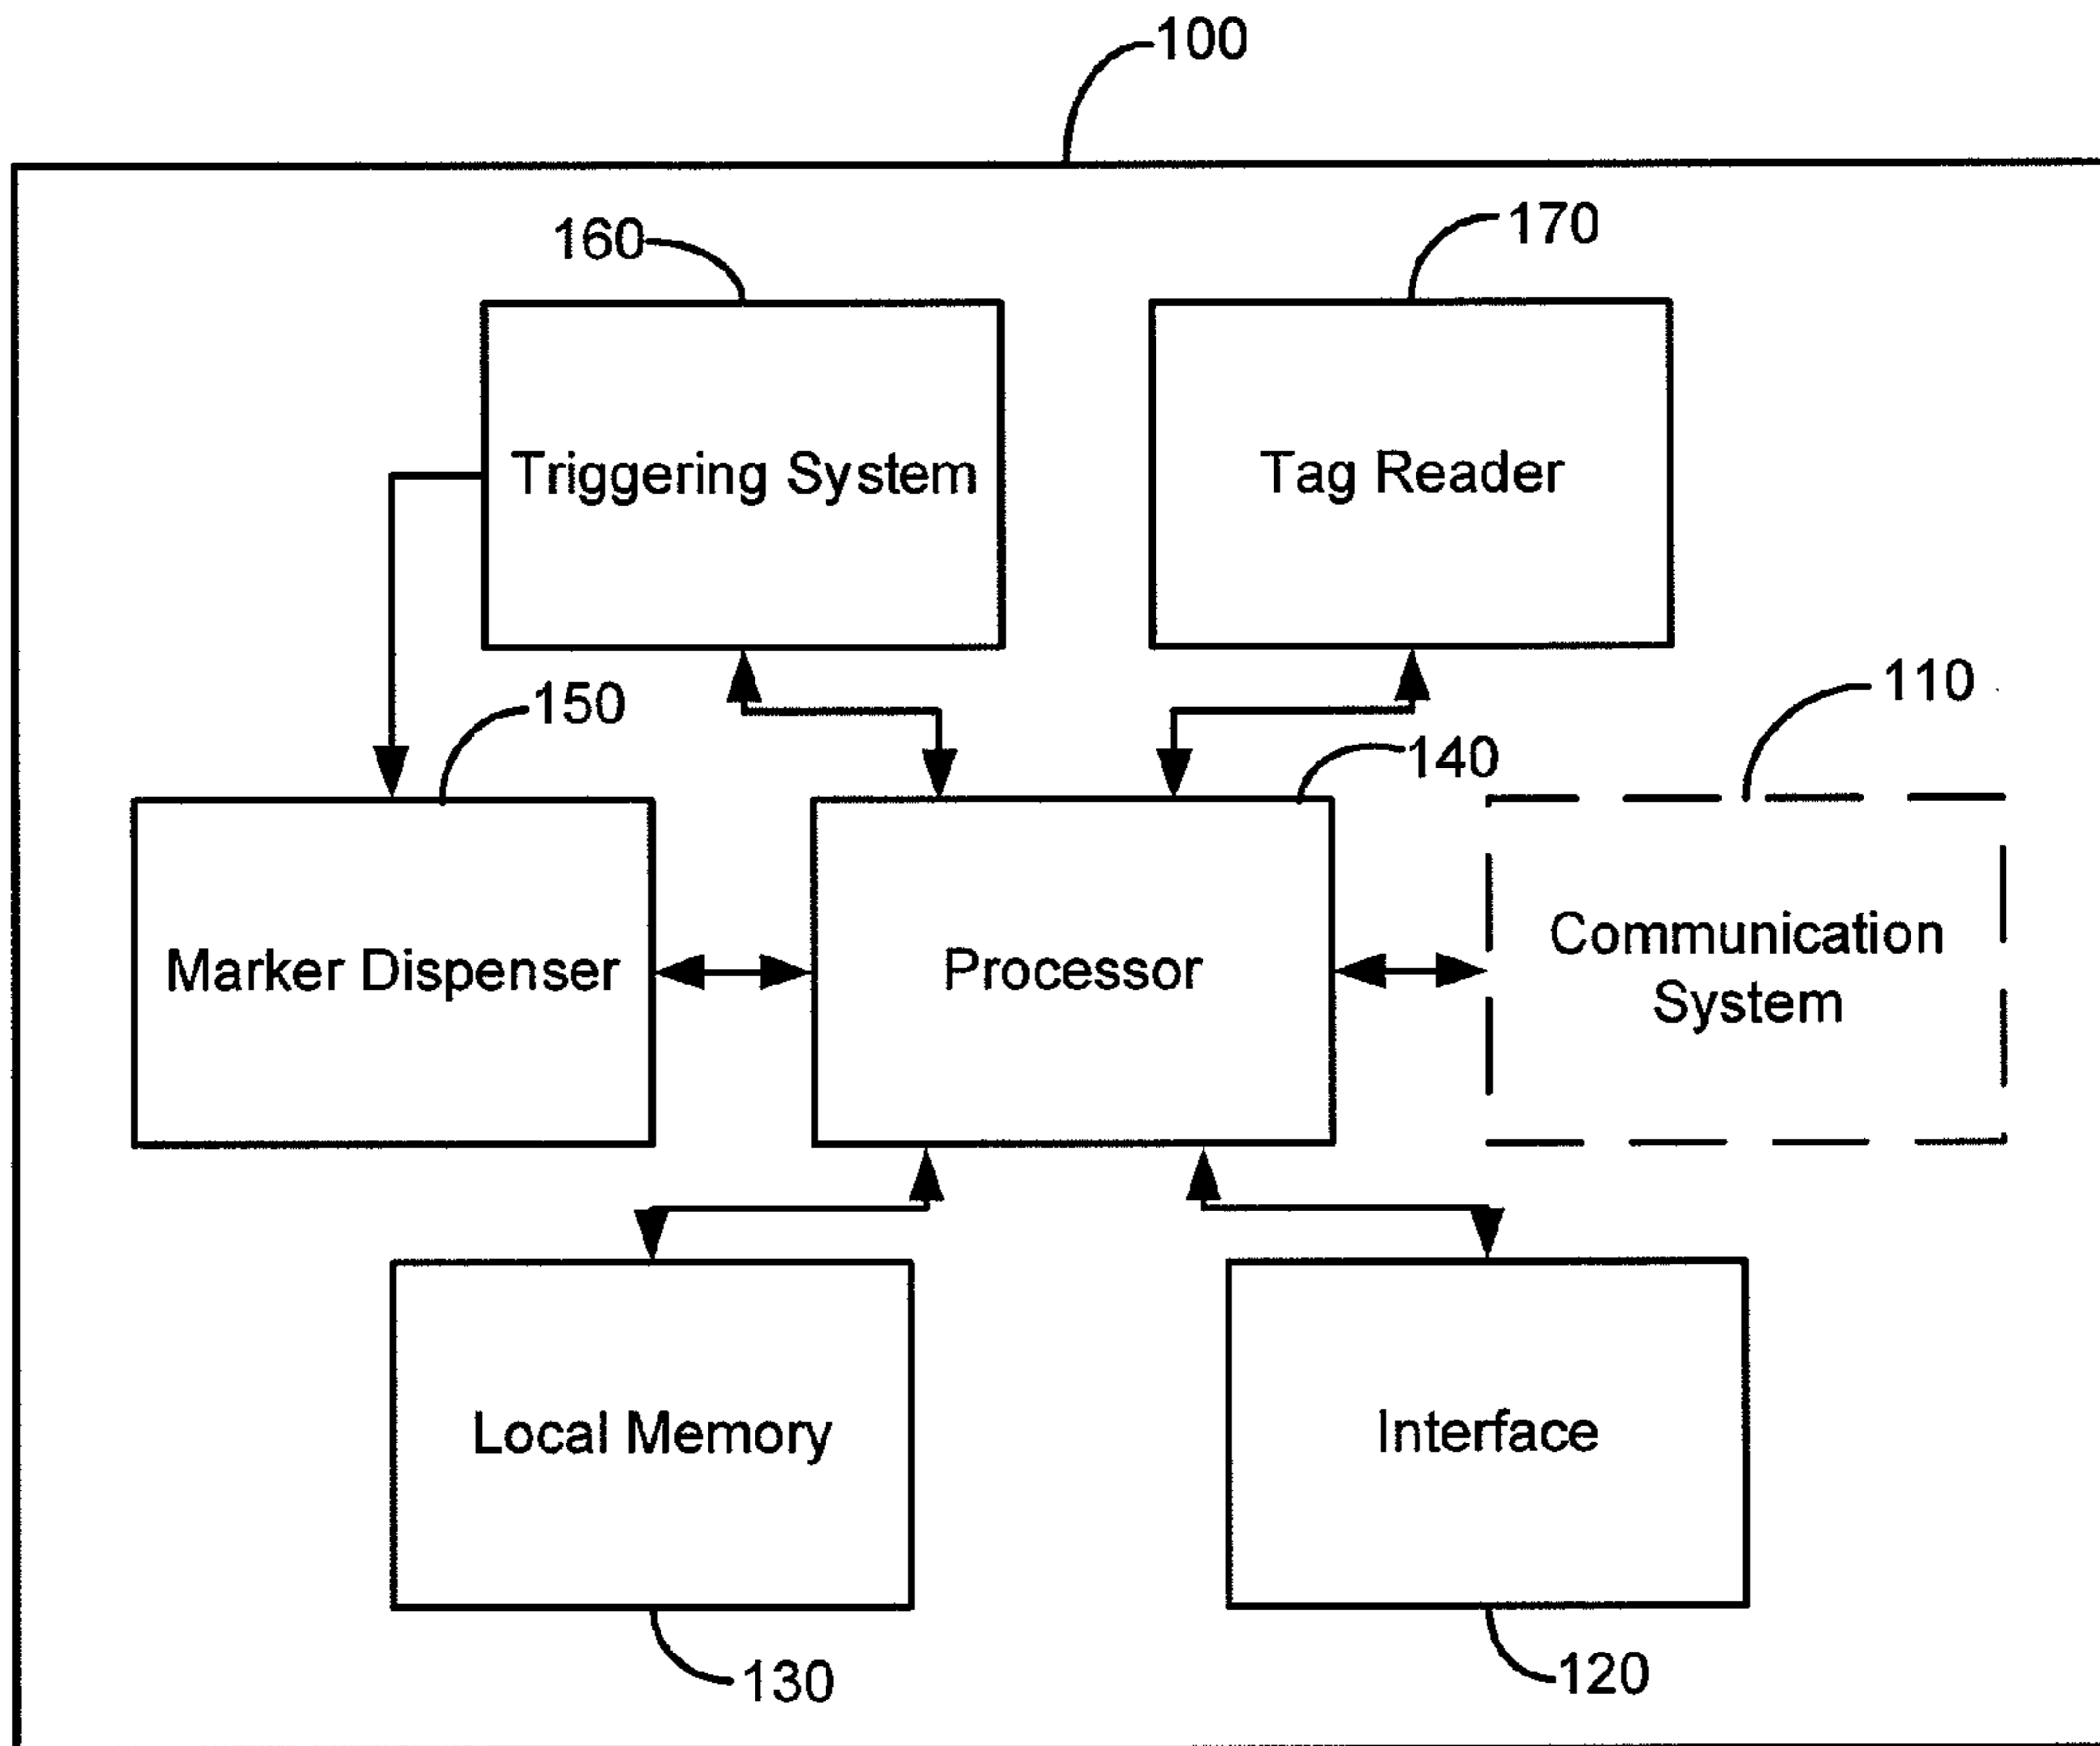 100
160
170
Triggering System
Tag Reader
150
110
140
Marker Dispenser
Processor
Communication
System
Local Memory
Interface
130
120